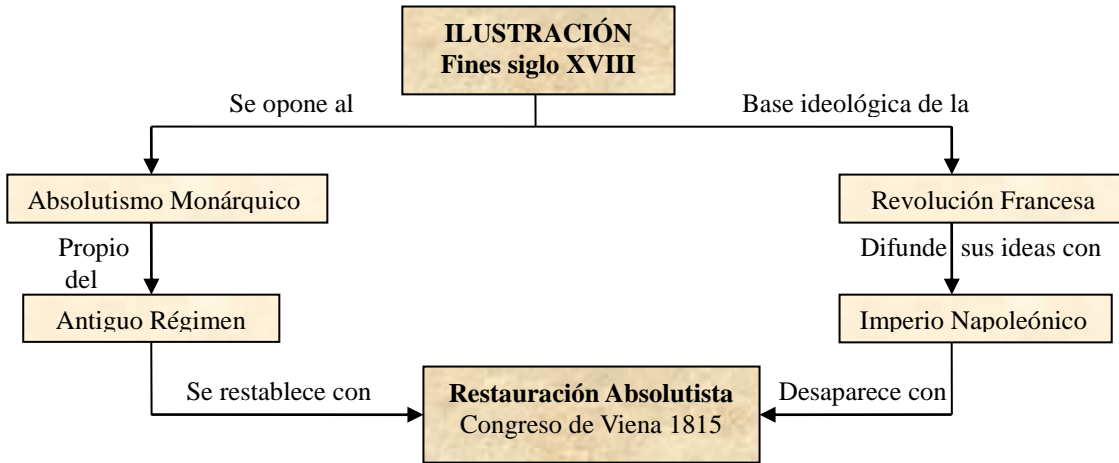 ILUSTRACIÓN
Fines siglo XVIII
Se opone al
Base ideológica de la
Absolutismo Monárquico
Revolución Francesa
Propio
del
Difunde sus ideas con
Antiguo Régimen
Imperio Napoleónico
Se restablece con
Restauración Absolutista
Congreso de Viena 1815
Desaparece con